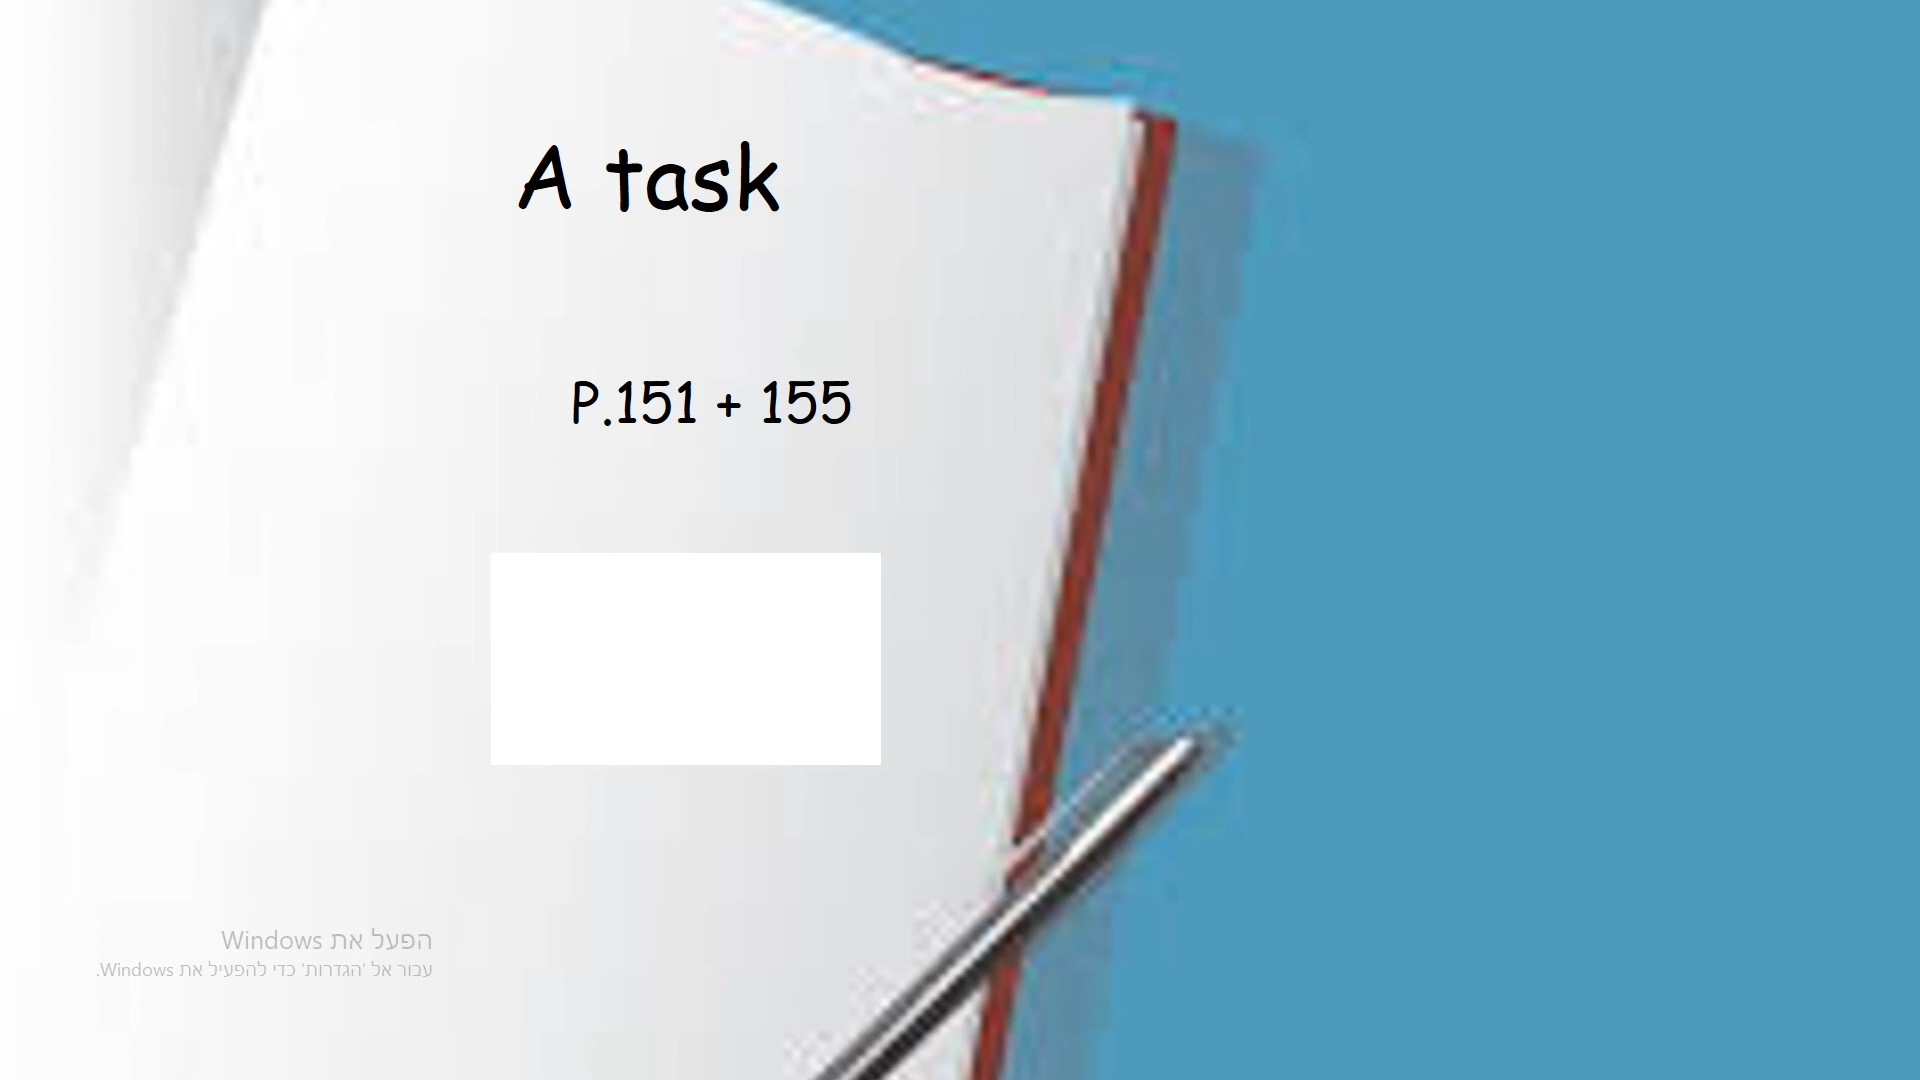 A task
P.151 + 155
הפעל את Windows
עבור אל 'הגדרות' כדי להפעיל את Windows.